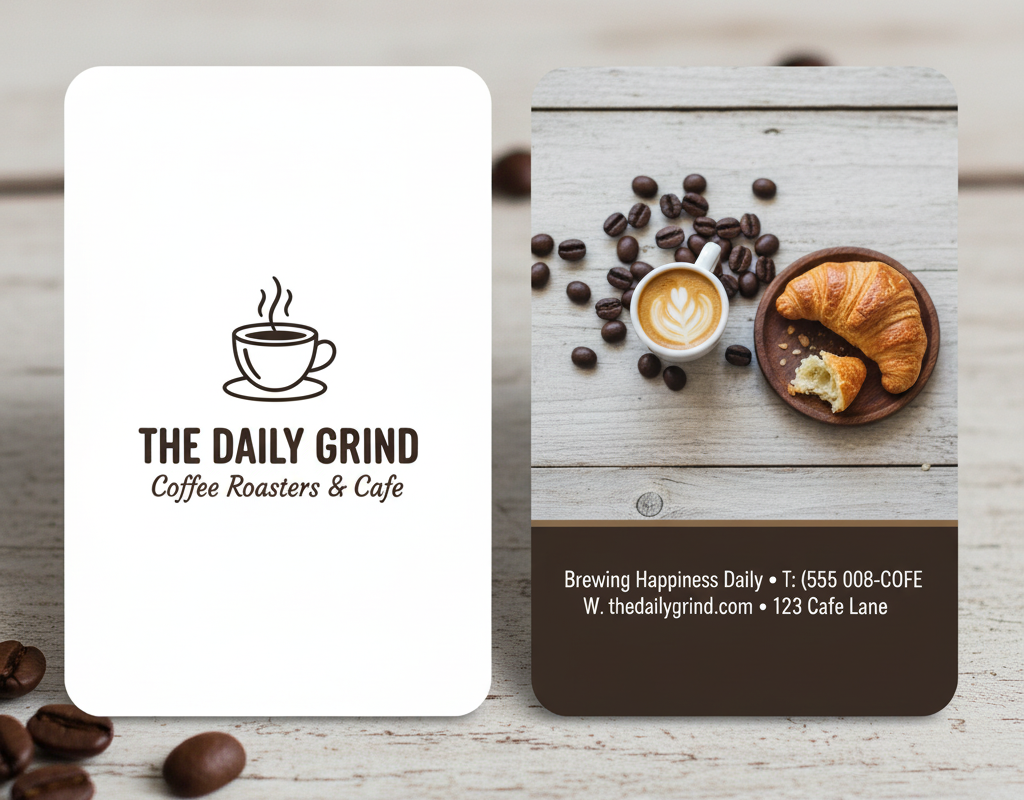 THE DAILY GRIND
Coffee Roasters & Cafe
Brewing Happiness Daily • T: (555 008-COFE
W. thedailygrind.com • 123 Cafe Lane